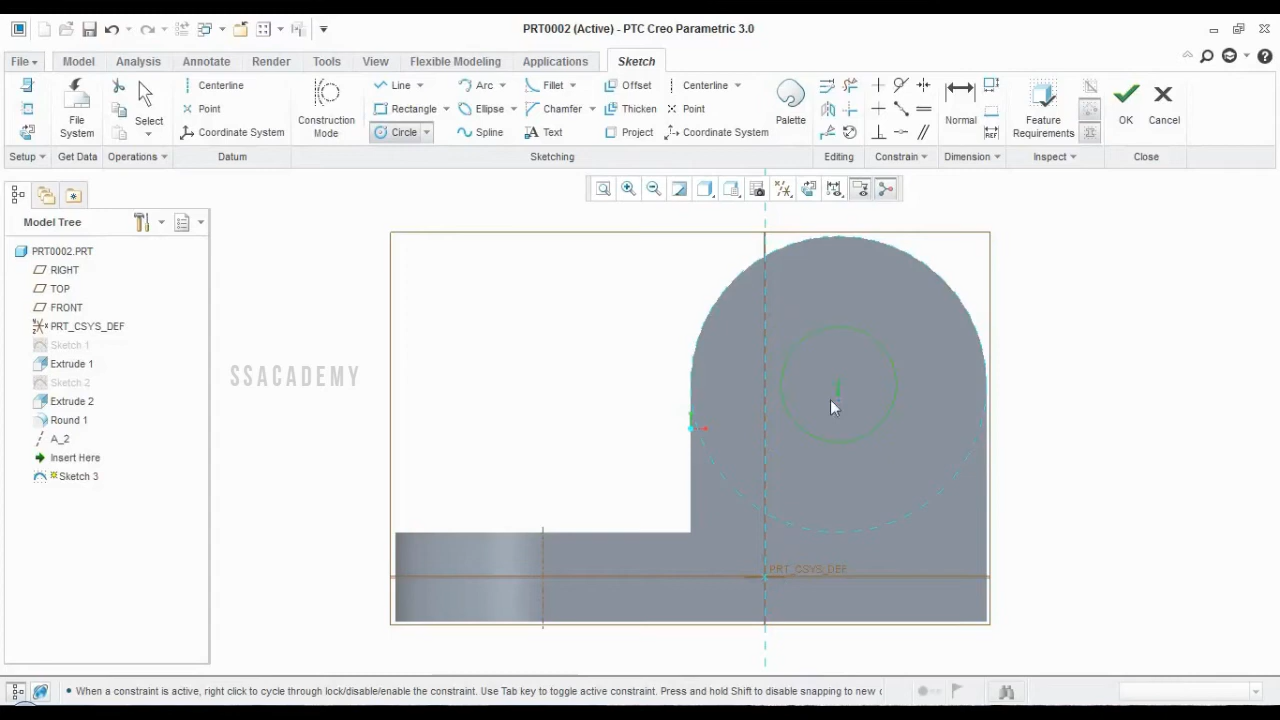 PRT0002 (Active) - PTC Creo Parametric 3.0
File Model Analysis Annotate Render Tools View Flexible Modeling Applications Sketch
File System
Select
Centerline
Point
Coordinate System
Construction Mode
Line Arc Fillet Offset Centerline
Rectangle Ellipse Chamfer Thicken Point
Circle Spline Text Project Coordinate System
Palette
Normal
REF
Feature Requirements
OK Cancel
Setup Get Data Operations Datum Sketching Editing Constrain Dimension Inspect Close
Model Tree
PRT0002.PRT
RIGHT
TOP
FRONT
PRT_CSYS_DEF
Sketch 1
Extrude 1
Sketch 2
Extrude 2
Round 1
A_2
Insert Here
Sketch 3
SSACADEMY
PRT_CSYS_DEF
• When a constraint is active, right click to cycle through lock/disable/enable the constraint. Use Tab key to toggle active constraint. Press and hold Shift to disable snapping to new c